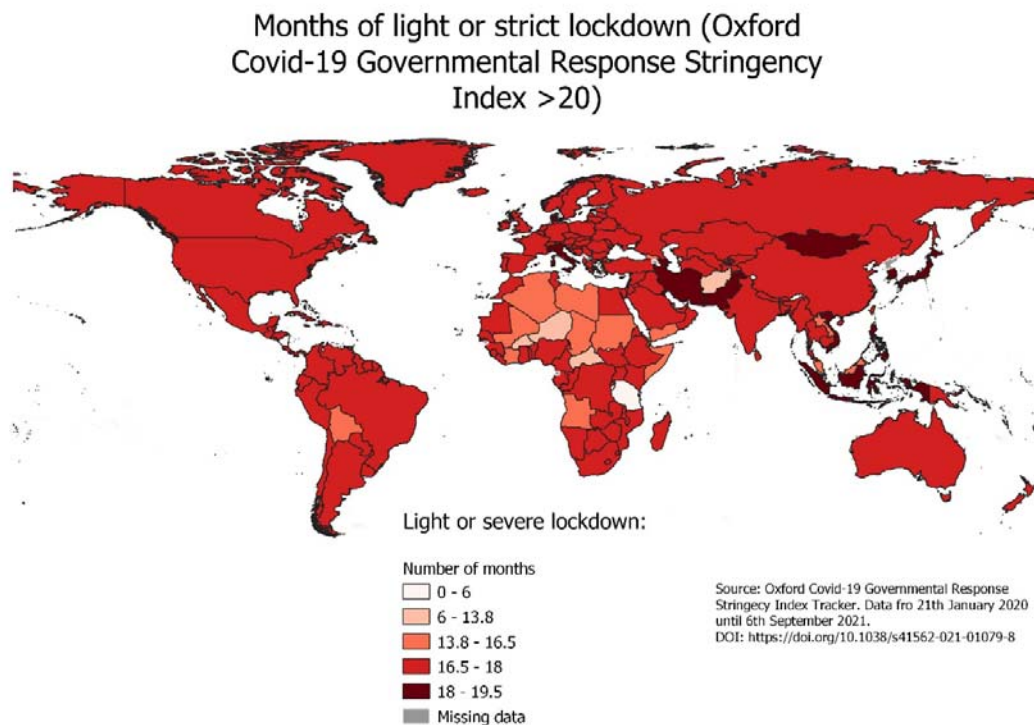 Months of light or strict lockdown (Oxford
Covid-19 Governmental Response Stringency
Index >20)
Light or severe lockdown:
Number of months
0 - 6
6 - 13.8
13.8 - 16.5
16.5 - 18
18 - 19.5
Missing data
Source: Oxford Covid-19 Governmental Response
Stringecy Index Tracker. Data fro 21th January 2020
until 6th September 2021.
DOI: https://doi.org/10.1038/s41562-021-01079-8